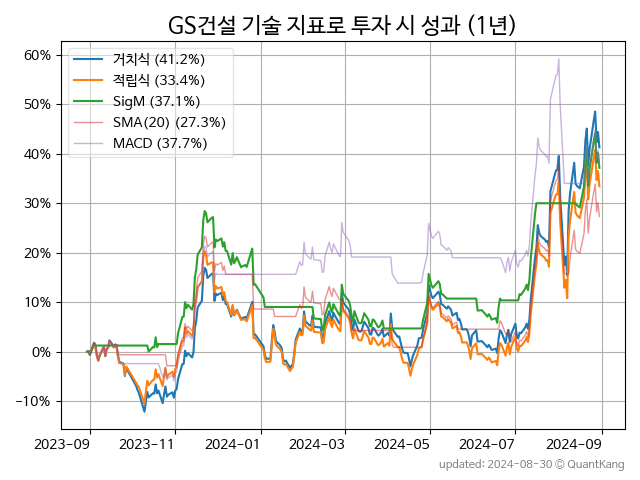 GS건설 기술 지표로 투자 시 성과 (1년)
거치식 (41.2%)
적립식 (33.4%)
SigM (37.1%)
SMA(20) (27.3%)
MACD (37.7%)
60%
50%
40%
30%
20%
10%
0%
−10%
2023−09 2023−11 2024−01 2024−03 2024−05 2024−07 2024−09
updated: 2024−08−30 © QuantKang